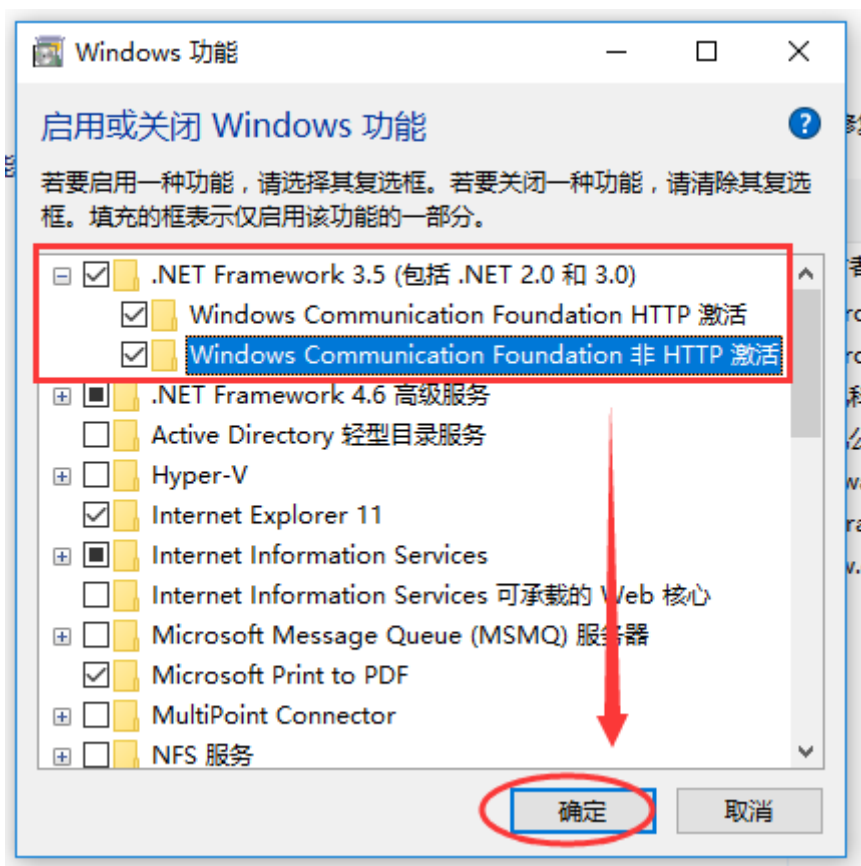 Windows 功能
启用或关闭 Windows 功能
若要启用一种功能，请选择其复选框。若要关闭一种功能，请清除其复选
框。填充的框表示仅启用该功能的一部分。
.NET Framework 3.5 (包括 .NET 2.0 和 3.0)
Windows Communication Foundation HTTP 激活
Windows Communication Foundation 非 HTTP 激活
.NET Framework 4.6 高级服务
Active Directory 轻型目录服务
Hyper-V
Internet Explorer 11
Internet Information Services
Internet Information Services 可承载的 Web 核心
Microsoft Message Queue (MSMQ) 服务器
Microsoft Print to PDF
MultiPoint Connector
NFS 服务
确定
取消